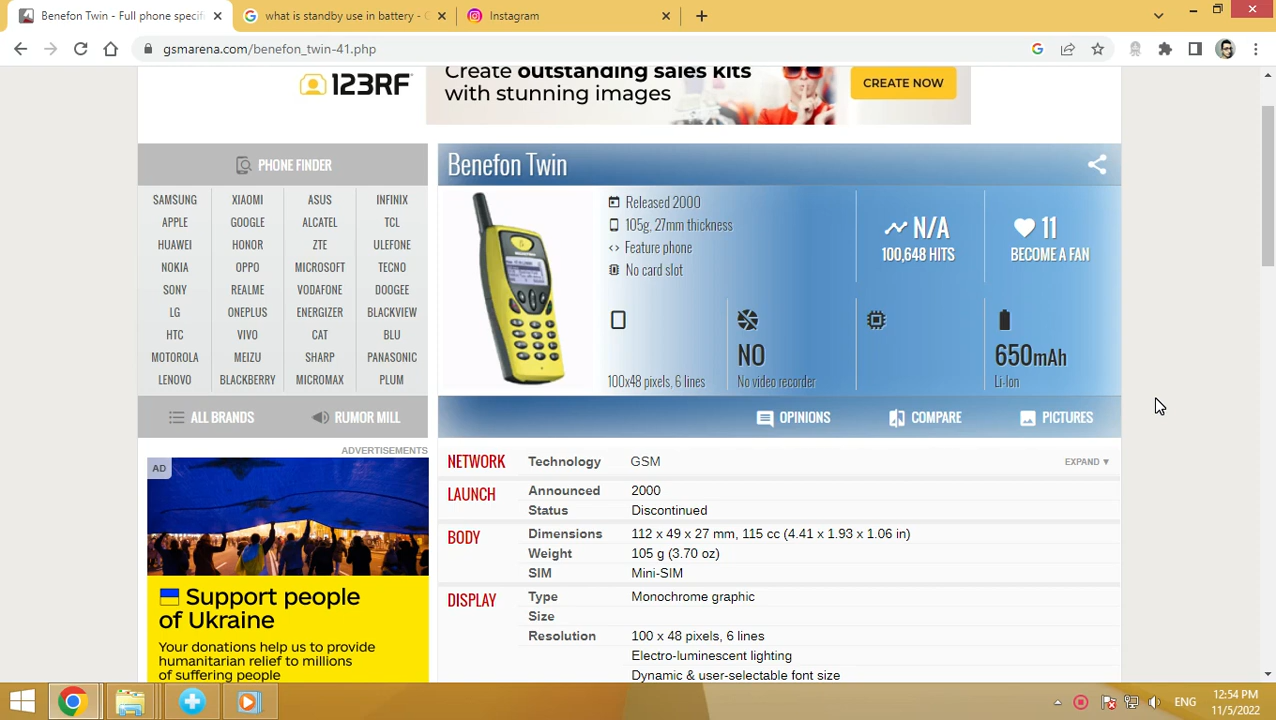 Benefon Twin - Full phone specif
what is standby use in battery - G
Instagram
gsmarena.com/benefon_twin-41.php
123RF
Create outstanding sales kits
with stunning images
CREATE NOW
PHONE FINDER
SAMSUNG XIAOMI ASUS INFINIX
APPLE GOOGLE ALCATEL TCL
HUAWEI HONOR ZTE ULEFONE
NOKIA OPPO MICROSOFT TECNO
SONY REALME VODAFONE DOOGEE
LG ONEPLUS ENERGIZER BLACKVIEW
HTC VIVO CAT BLU
MOTOROLA MEIZU SHARP PANASONIC
LENOVO BLACKBERRY MICROMAX PLUM
ALL BRANDS RUMOR MILL
Benefon Twin
Released 2000
105g, 27mm thickness
Feature phone
No card slot
N/A
100,648 HITS
11
BECOME A FAN
100x48 pixels, 6 lines
NO
No video recorder
650mAh
Li-Ion
OPINIONS COMPARE PICTURES
ADVERTISEMENTS
AD
Support people
of Ukraine
Your donations help us to provide
humanitarian relief to millions
of suffering people
NETWORK Technology GSM EXPAND ▼
LAUNCH Announced 2000
Status Discontinued
BODY Dimensions 112 x 49 x 27 mm, 115 cc (4.41 x 1.93 x 1.06 in)
Weight 105 g (3.70 oz)
SIM Mini-SIM
DISPLAY Type Monochrome graphic
Size
Resolution 100 x 48 pixels, 6 lines
Electro-luminescent lighting
Dynamic & user-selectable font size
ENG
12:54 PM
11/5/2022